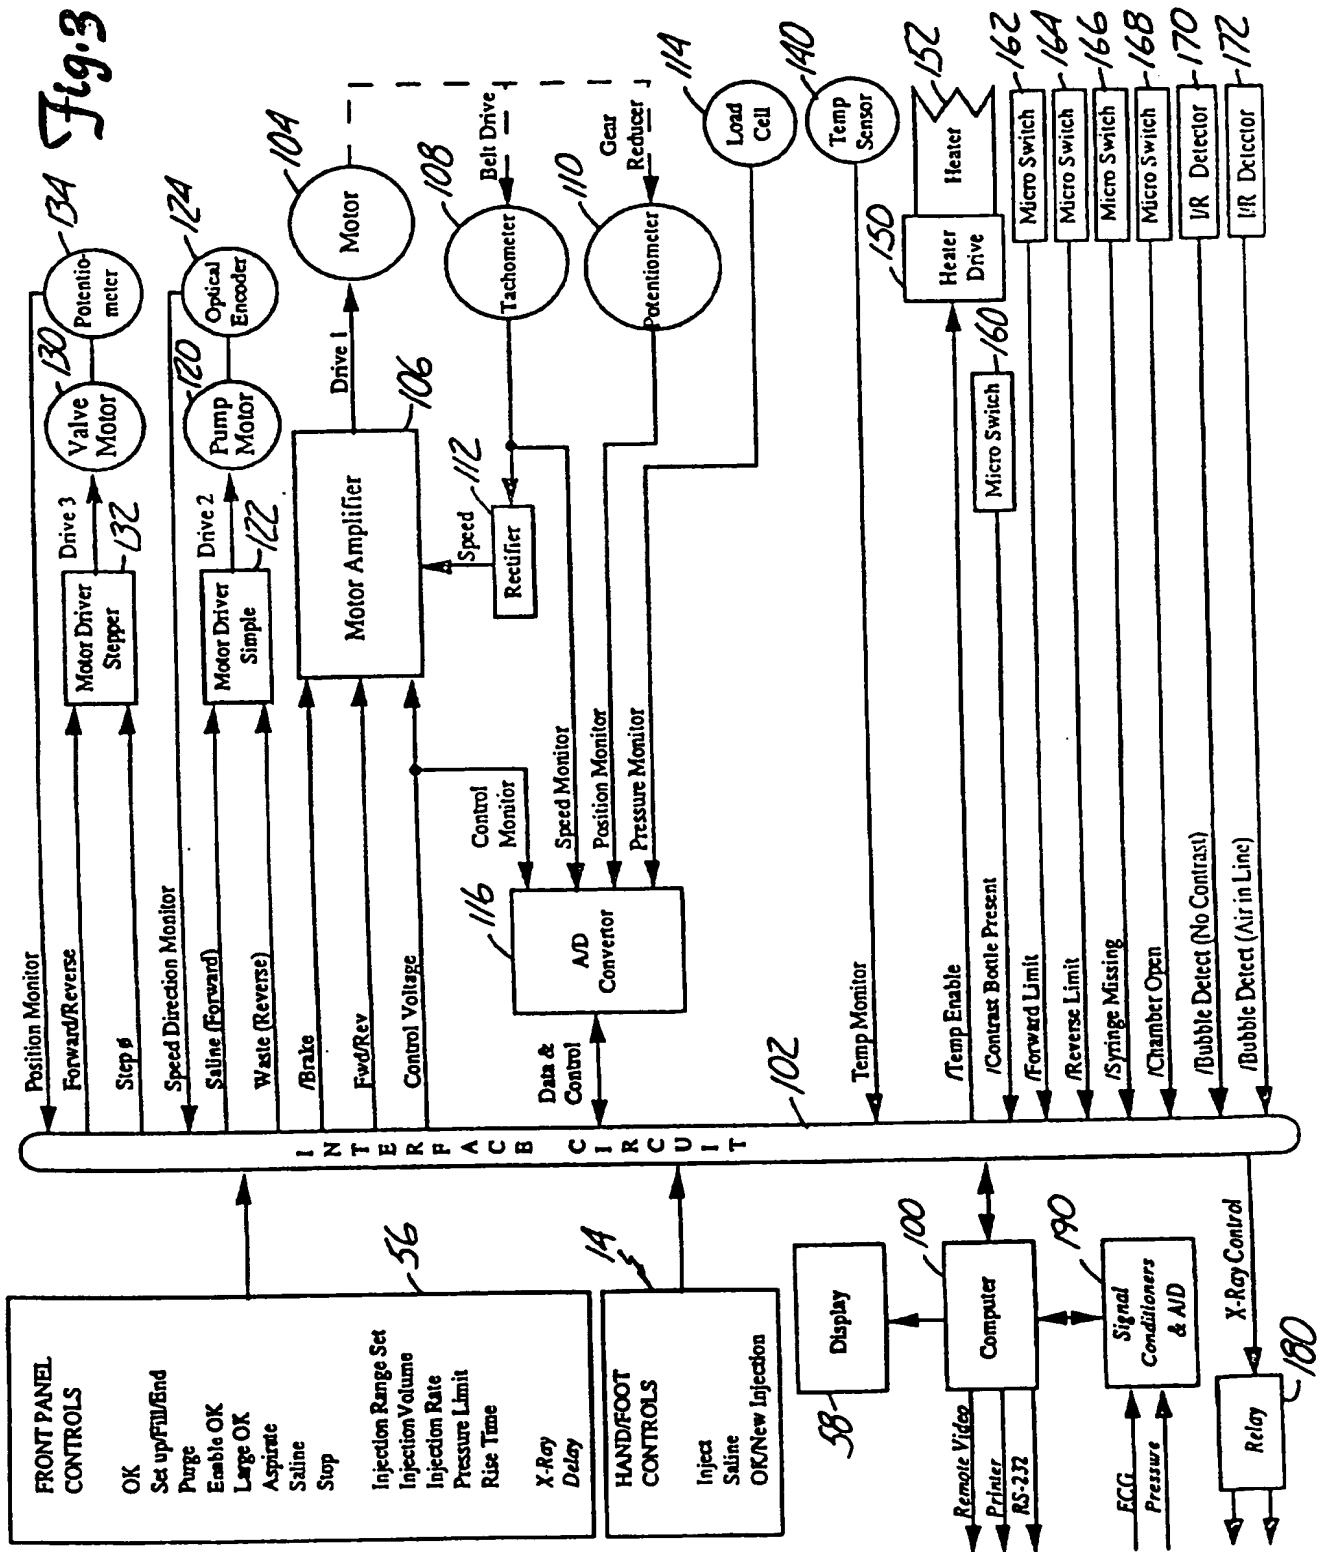 Fig. 3
FRONT PANEL
CONTROLS
OK
Set up/Fill/End
Purge
Enable OK
Large OK
Aspirate
Saline
Stop
Injection Range Set
Injection Volume
Injection Rate
Pressure Limit
Rise Time
X-Ray
Delay
56
HAND/FOOT
CONTROLS
Inject
Saline
OK/New Injection
14
Display
58
Computer
100
Remote Video
Printer
RS-232
Signal
Conditioners
& A/D
190
ECG
Pressure
X-Ray Control
Relay
180
INTERFACE CIRCUIT
102
Position Monitor
Forward/Reverse
Step ø
Speed Direction Monitor
Saline (Forward)
Waste (Reverse)
/Brake
Fwd/Rev
Control Voltage
Data &
Control
Temp Monitor
/Temp Enable
/Contrast Bottle Present
/Forward Limit
/Reverse Limit
/Syringe Missing
/Chamber Open
/Bubble Detect (No Contrast)
/Bubble Detect (Air in Line)
A/D
Convertor
116
Control
Monitor
Speed Monitor
Position Monitor
Pressure Monitor
Motor Driver
Stepper
132
Drive 3
Valve
Motor
130
Potentio-
meter
134
Motor Driver
Simple
122
Drive 2
Pump
Motor
120
Optical
Encoder
124
Motor Amplifier
106
Drive 1
Motor
104
Speed
Rectifier
112
Tachometer
108
Belt Drive
Potentiometer
110
Gear
Reducer
Load
Cell
114
Temp
Sensor
140
Heater
Drive
150
Heater
152
Micro Switch
160
Micro Switch
162
Micro Switch
164
Micro Switch
166
Micro Switch
168
I/R Detector
170
I/R Detector
172